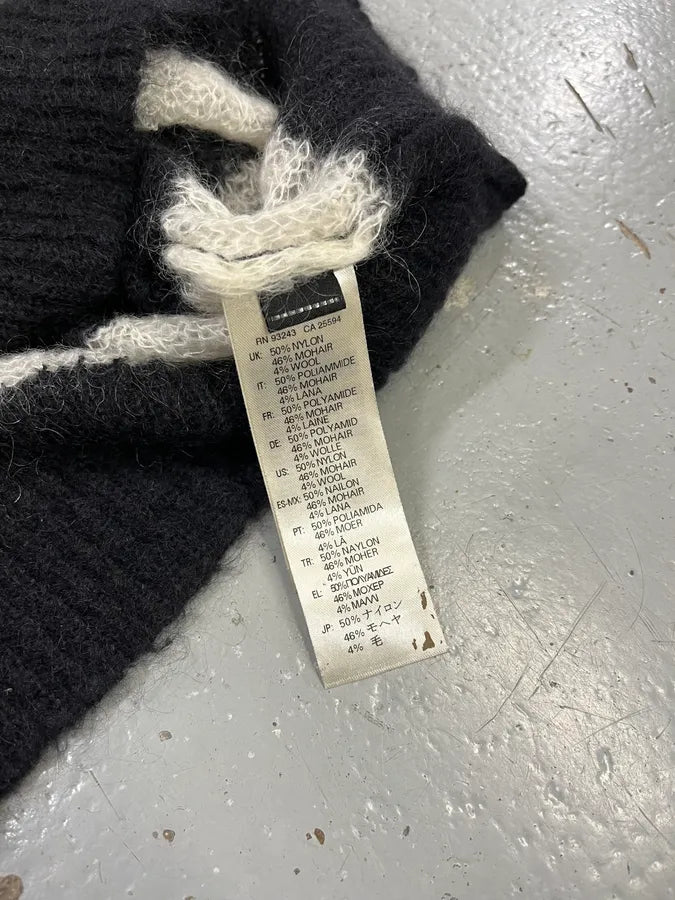 RN 93243 CA 25594
UK: 50% NYLON
46% MOHAIR
4% WOOL
IT: 50% POLIAMMIDE
46% MOHAIR
4% LANA
FR: 50% POLYAMIDE
46% MOHAIR
4% LAINE
DE: 50% POLYAMID
46% MOHAIR
4% WOLLE
US: 50% NYLON
46% MOHAIR
4% WOOL
ES-MX: 50% NAILON
46% MOHAIR
4% LANA
PT: 50% POLIAMIDA
46% MOER
4% LÃ
TR: 50% NAYLON
46% MOHER
4% YÜN
EL: 50% ΠΟΛΥΑΜΙΔΕΣ
46% ΜΟΧΕΡ
4% ΜΑΛΛΙ
JP: 50% ナイロン
46% モヘヤ
4% 毛